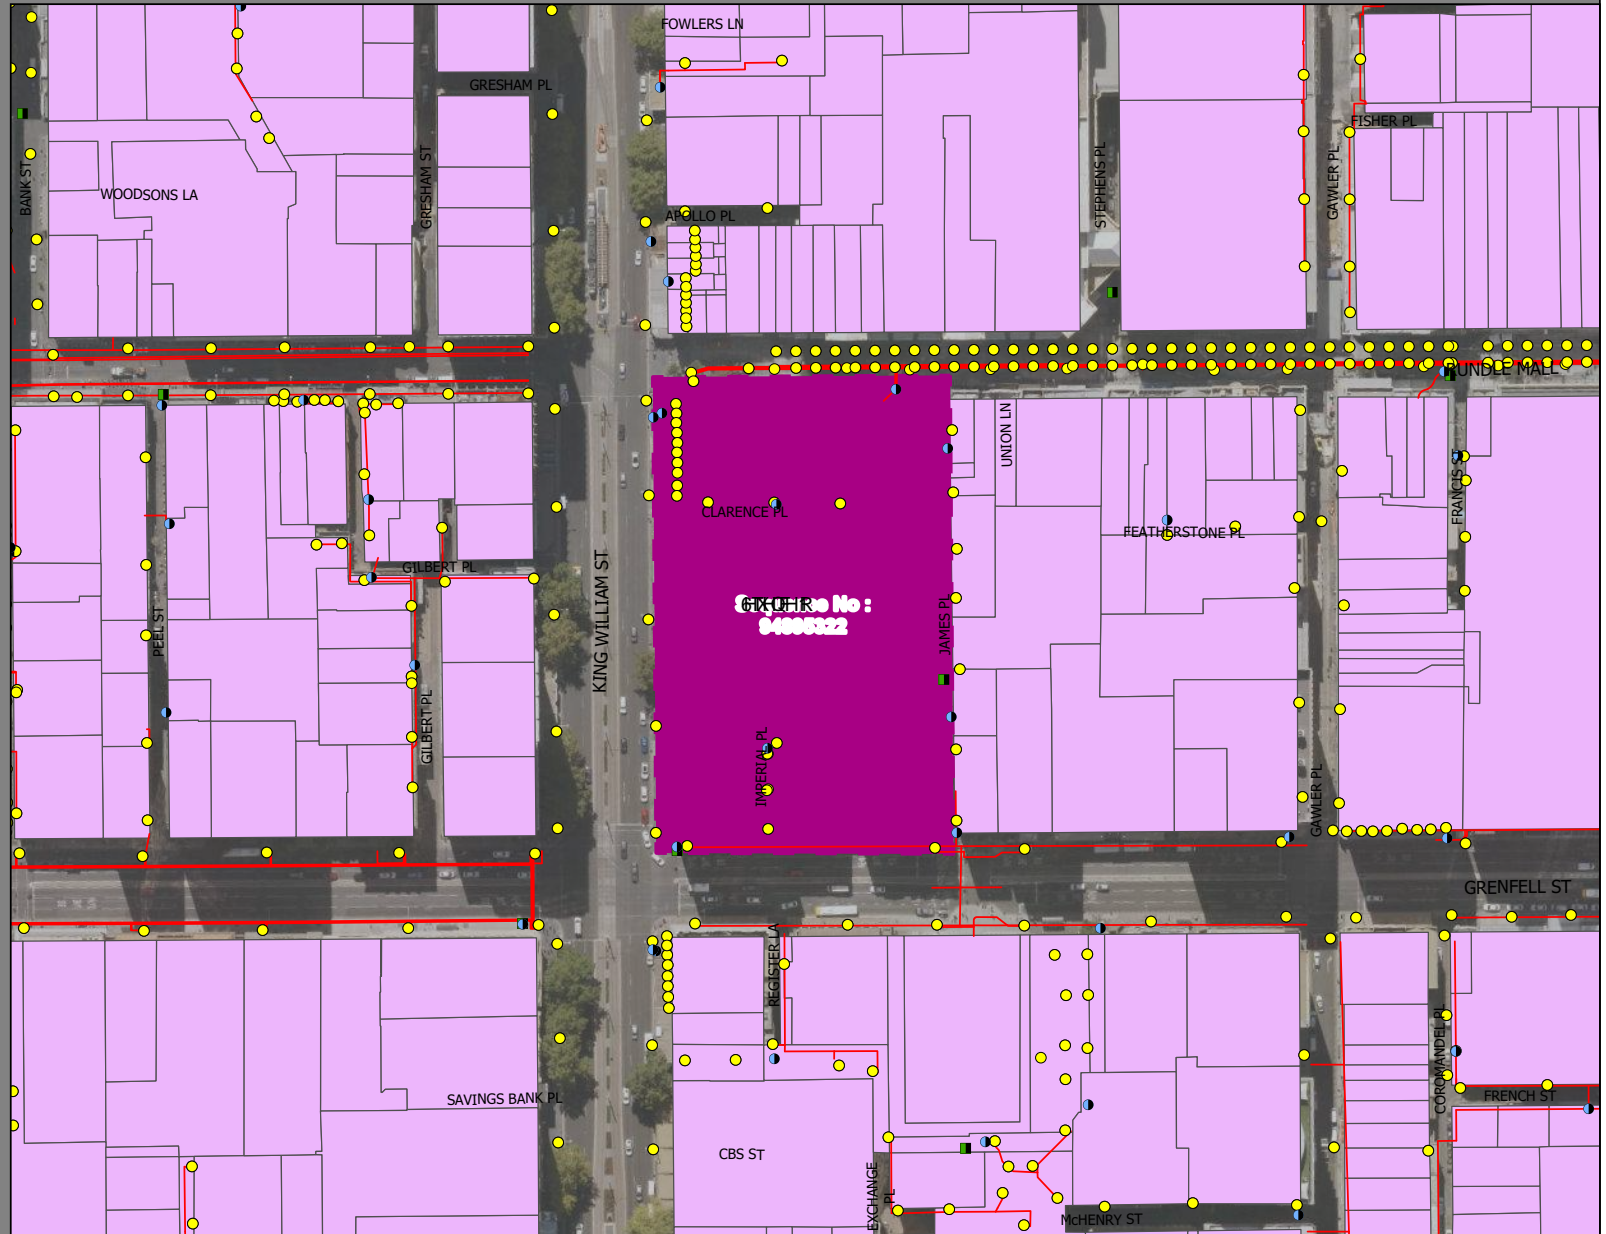 FOWLERS LN
GRESHAM PL
FISHER PL
BANK ST
WOODSONS LA
GRESHAM ST
STEPHENS PL
GAWLER PL
APOLLO PL
RUNDLE MALL
UNION LN
CLARENCE PL
FEATHERSTONE PL
FRANCIS ST
GILBERT PL
KING WILLIAM ST
PEEL ST
No :
JAMES PL
GILBERT PL
IMPERIAL PL
GAWLER PL
GRENFELL ST
REGISTER LA
SAVINGS BANK PL
COROMANDEL PL
FRENCH ST
CBS ST
EXCHANGE
PL
McHENRY ST